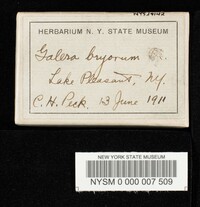 HERBARIUM N. Y. STATE MUSEUM
Galera bryorum
Lake Pleasant, N.Y.
C. H. Peck, 13 June 1911
NEW YORK STATE MUSEUM
NYSM 0 000 007 509